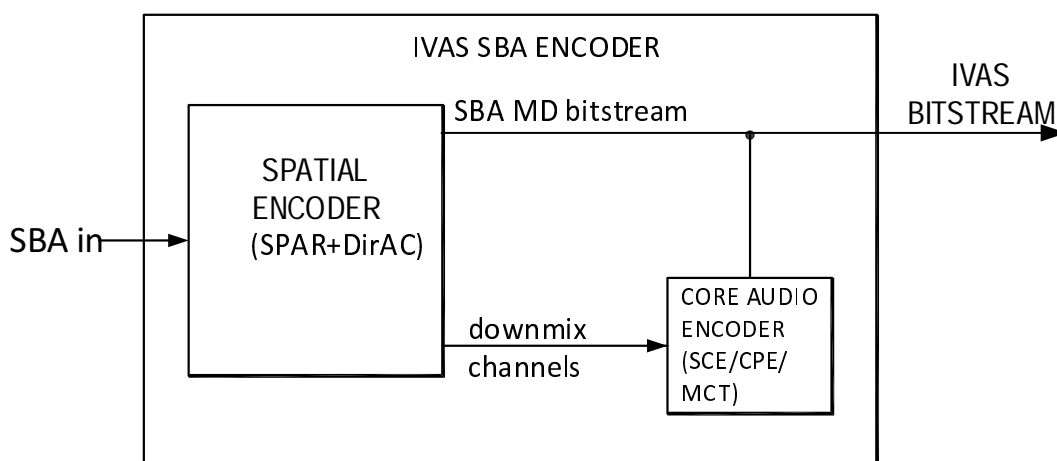 IVAS SBA ENCODER
IVAS
BITSTREAM
SBA MD bitstream
SPATIAL
ENCODER
(SPAR+DirAC)
SBA in
CORE AUDIO
ENCODER
(SCE/CPE/
MCT)
downmix
channels